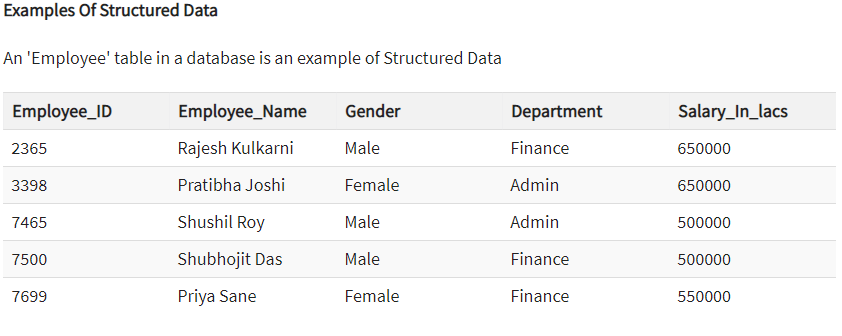 Examples Of Structured Data
An 'Employee' table in a database is an example of Structured Data
Employee_ID Employee_Name Gender Department Salary_In_lacs
2365 Rajesh Kulkarni Male Finance 650000
3398 Pratibha Joshi Female Admin 650000
7465 Shushil Roy Male Admin 500000
7500 Shubhojit Das Male Finance 500000
7699 Priya Sane Female Finance 550000